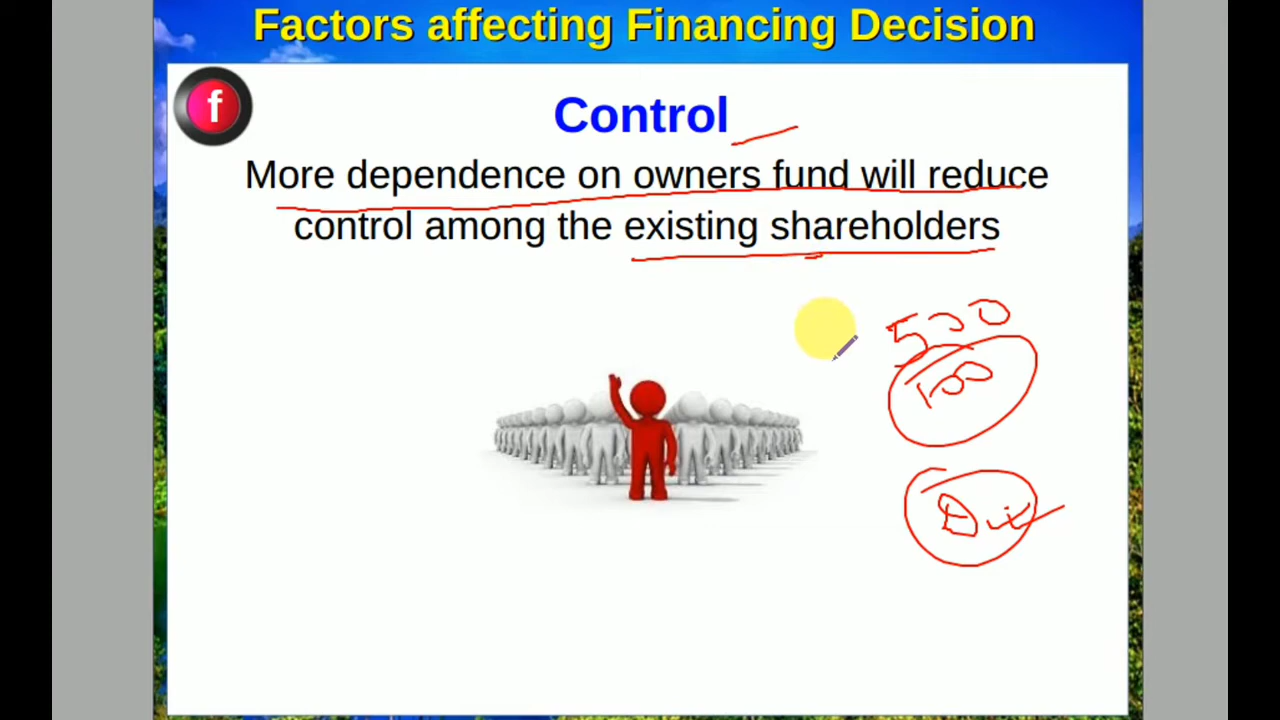 Factors affecting Financing Decision
f
Control
More dependence on owners fund will reduce
control among the existing shareholders
500
100